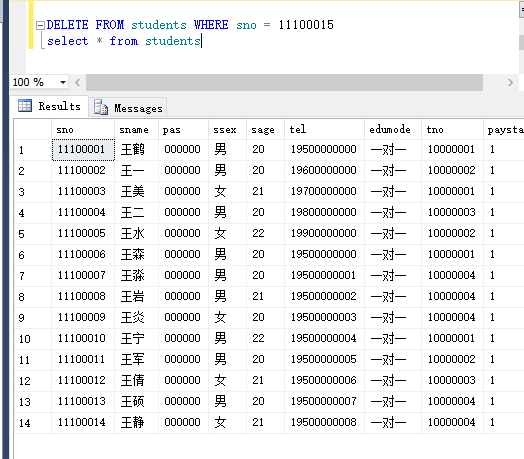 DELETE FROM students WHERE sno = 11100015
select * from students
100 %
Results Messages
sno sname pas ssex sage tel edumode tno paysta
1 11100001 王鹤 000000 男 20 19500000000 一对一 10000001 1
2 11100002 王一 000000 男 20 19600000000 一对一 10000002 1
3 11100003 王美 000000 女 21 19700000000 一对一 10000001 1
4 11100004 王二 000000 男 20 19800000000 一对一 10000003 1
5 11100005 王水 000000 女 22 19900000000 一对一 10000002 1
6 11100006 王森 000000 男 20 19500000000 一对一 10000001 1
7 11100007 王淼 000000 男 20 19500000001 一对一 10000004 1
8 11100008 王岩 000000 男 21 19500000002 一对一 10000004 1
9 11100009 王炎 000000 女 20 19500000003 一对一 10000004 1
10 11100010 王宁 000000 男 22 19500000004 一对一 10000001 1
11 11100011 王军 000000 男 20 19500000005 一对一 10000002 1
12 11100012 王倩 000000 女 21 19500000006 一对一 10000003 1
13 11100013 王硕 000000 男 20 19500000007 一对一 10000004 1
14 11100014 王静 000000 女 21 19500000008 一对一 10000004 1